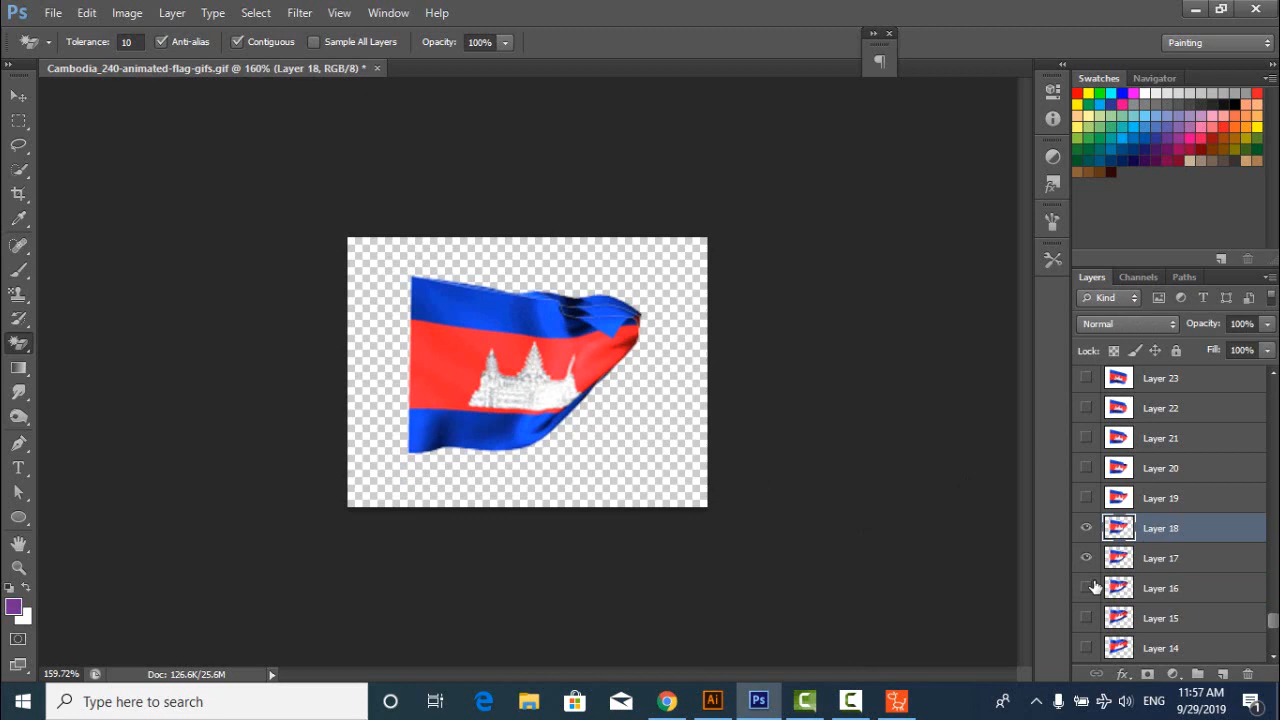 Ps File Edit Image Layer Type Select Filter View Window Help
Tolerance: 10 Anti-alias Contiguous Sample All Layers Opacity: 100% Painting
Cambodia_240-animated-flag-gifs.gif @ 160% (Layer 18, RGB/8) *
Swatches Navigator
Layers Channels Paths
Kind
Normal Opacity: 100%
Lock: Fill: 100%
Layer 23
Layer 22
Layer 21
Layer 20
Layer 19
Layer 18
Layer 17
Layer 16
Layer 15
Layer 14
159.72% Doc: 126.6K/25.6M
Type here to search Ai Ps ENG 11:57 AM
9/29/2019